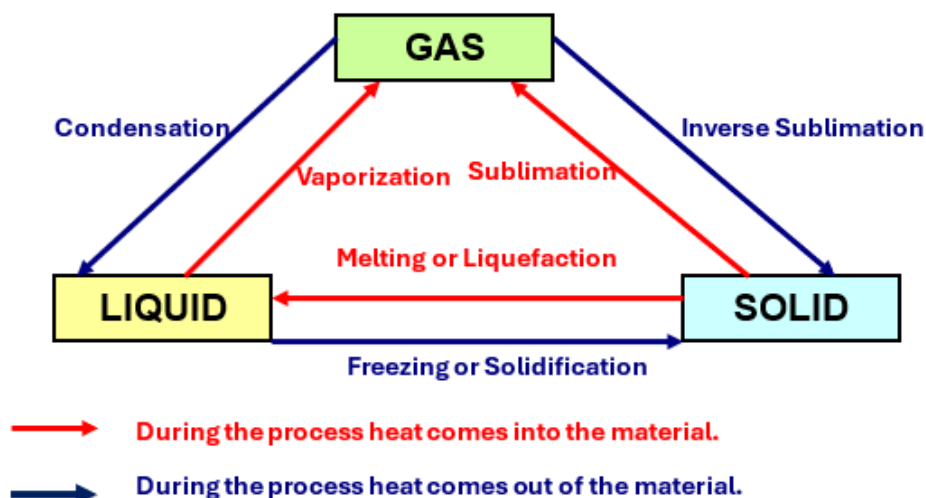 GAS
Condensation
Inverse Sublimation
Vaporization
Sublimation
Melting or Liquefaction
LIQUID
SOLID
Freezing or Solidification
During the process heat comes into the material.
During the process heat comes out of the material.